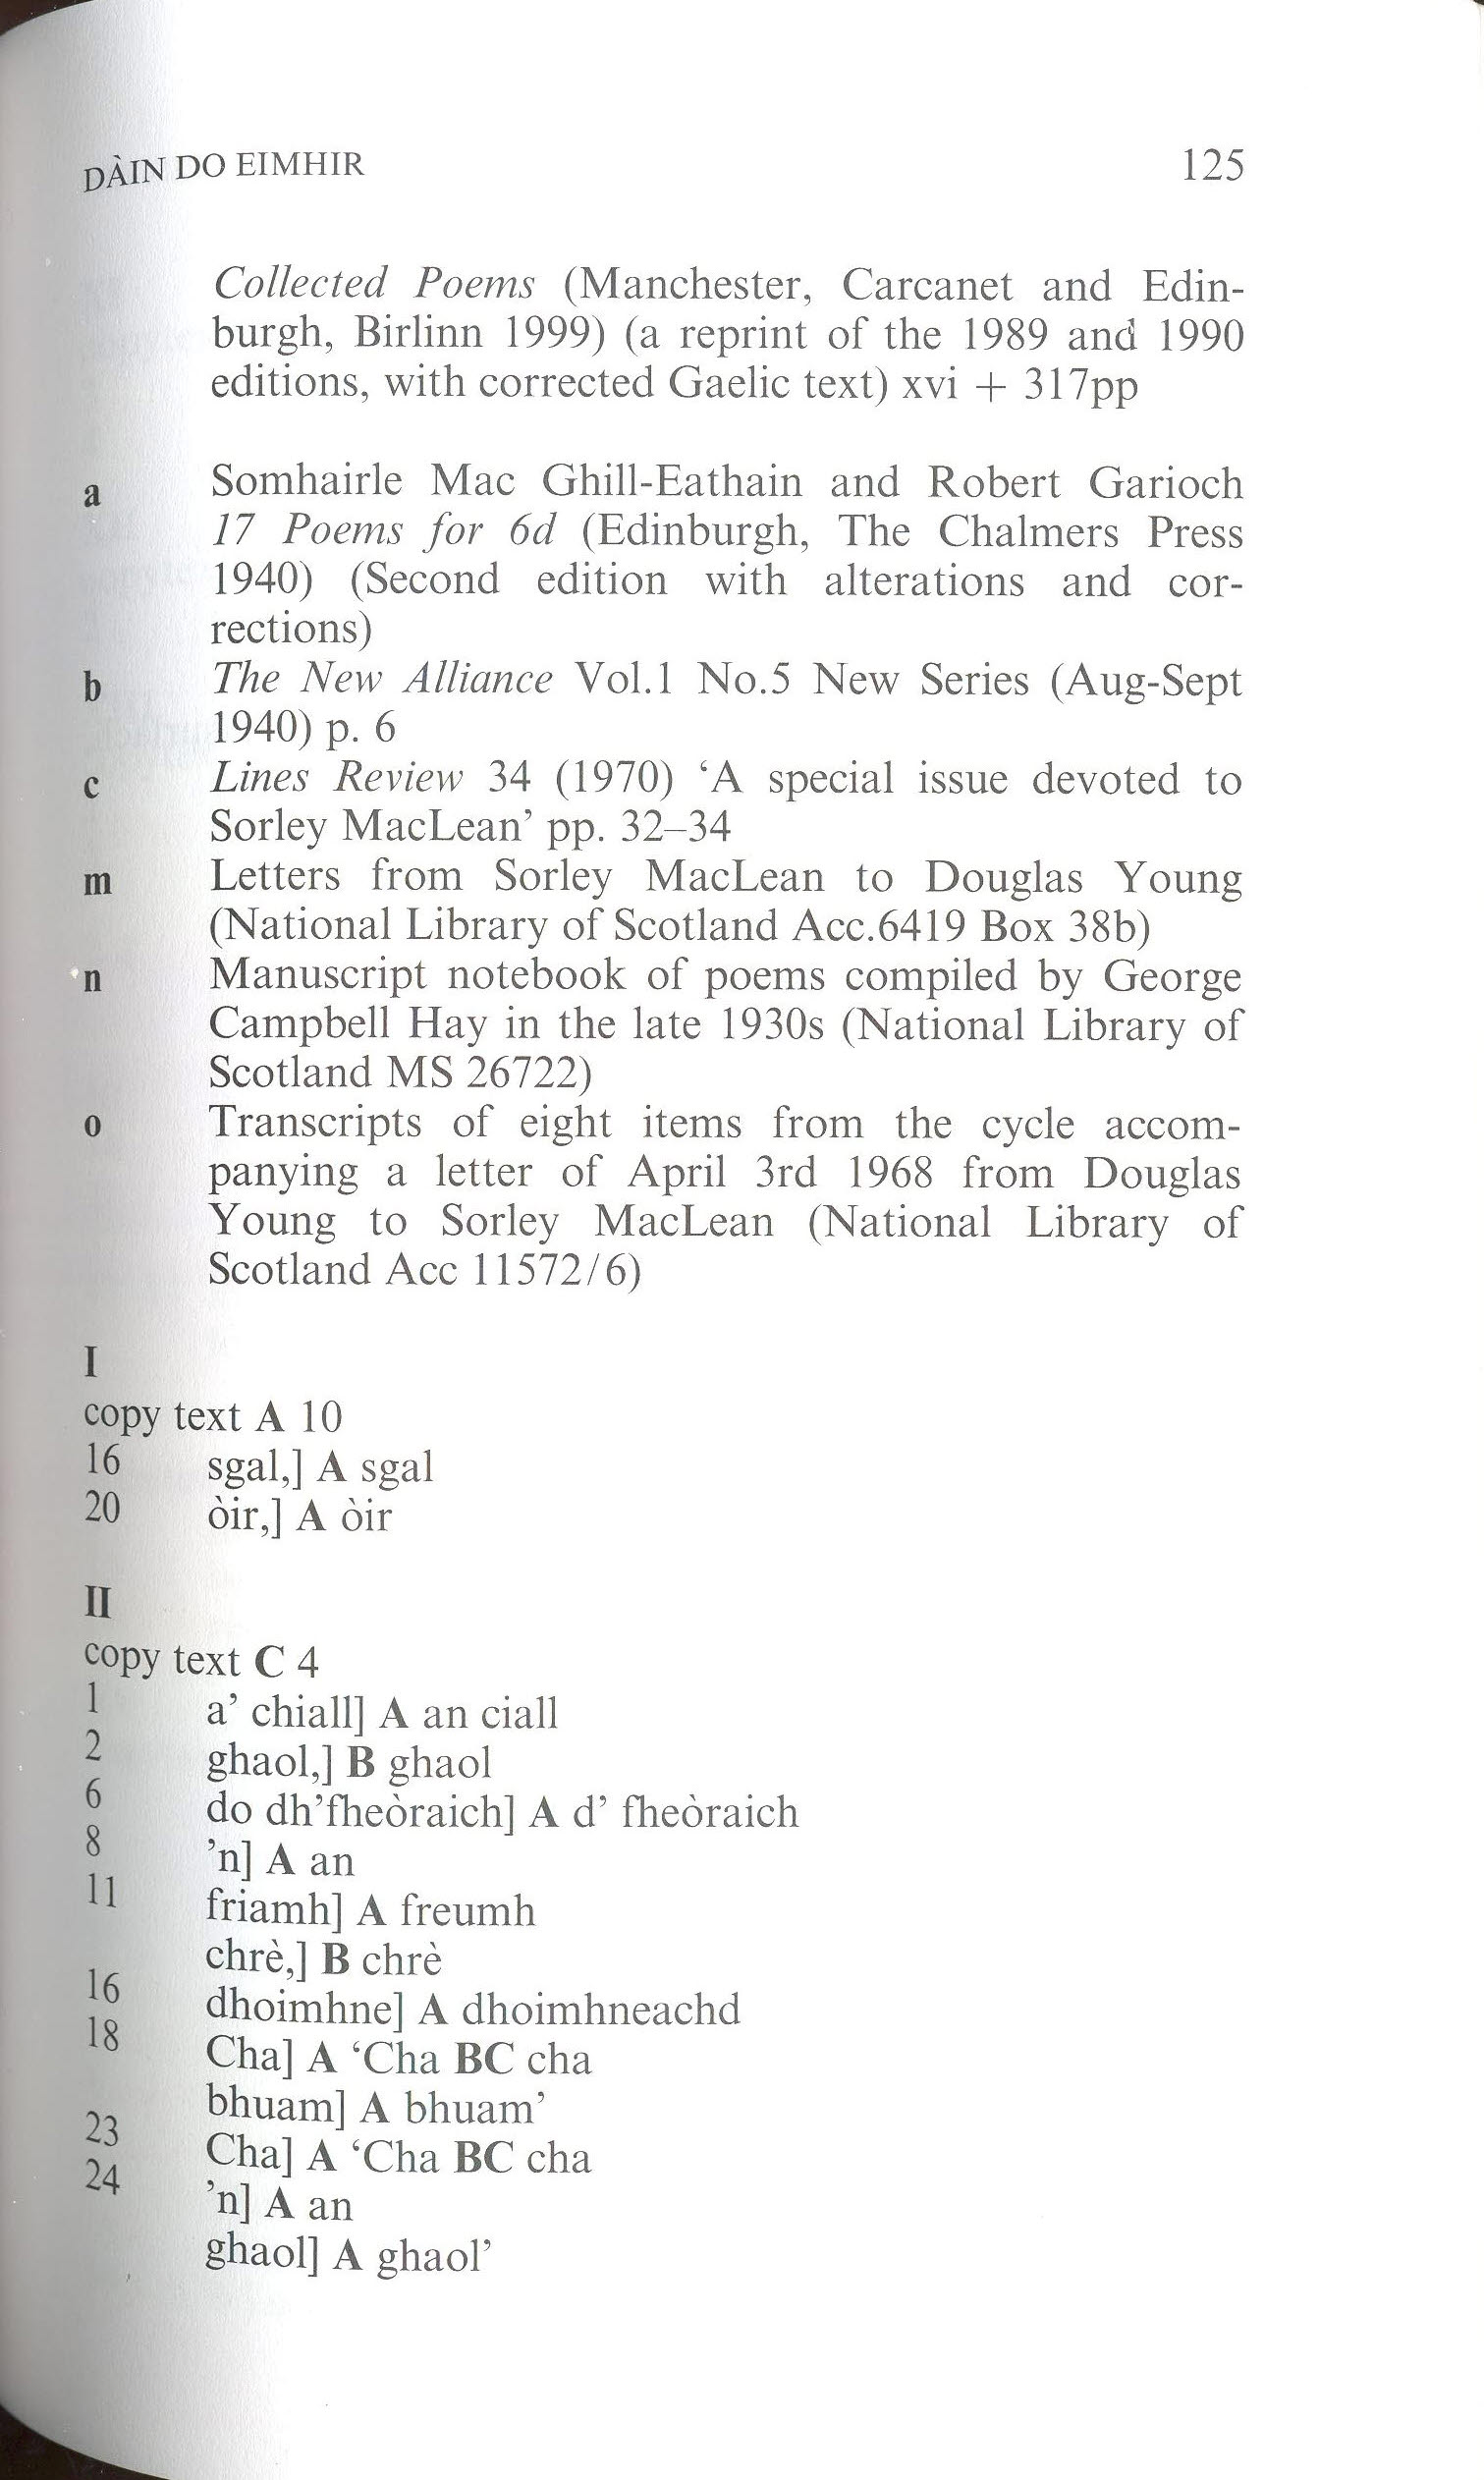 DÀIN DO EIMHIR 125
Collected Poems (Manchester, Carcanet and Edin-
burgh, Birlinn 1999) (a reprint of the 1989 and 1990
editions, with corrected Gaelic text) xvi + 317pp
a Somhairle Mac Ghill-Eathain and Robert Garioch
17 Poems for 6d (Edinburgh, The Chalmers Press
1940) (Second edition with alterations and cor-
rections)
b The New Alliance Vol.1 No.5 New Series (Aug-Sept
1940) p. 6
c Lines Review 34 (1970) ‘A special issue devoted to
Sorley MacLean’ pp. 32–34
m Letters from Sorley MacLean to Douglas Young
(National Library of Scotland Acc.6419 Box 38b)
n Manuscript notebook of poems compiled by George
Campbell Hay in the late 1930s (National Library of
Scotland MS 26722)
o Transcripts of eight items from the cycle accom-
panying a letter of April 3rd 1968 from Douglas
Young to Sorley MacLean (National Library of
Scotland Acc 11572/6)
I
copy text A 10
16 sgal,] A sgal
20 òir,] A òir
II
copy text C 4
1 a’ chiall] A an ciall
2 ghaol,] B ghaol
6 do dh’fheòraich] A d’ fheòraich
8 ’n] A an
11 friamh] A freumh
chrè,] B chrè
16 dhoimhne] A dhoimhneachd
18 Cha] A ‘Cha BC cha
bhuam] A bhuam’
23 Cha] A ‘Cha BC cha
24 ’n] A an
ghaol] A ghaol’